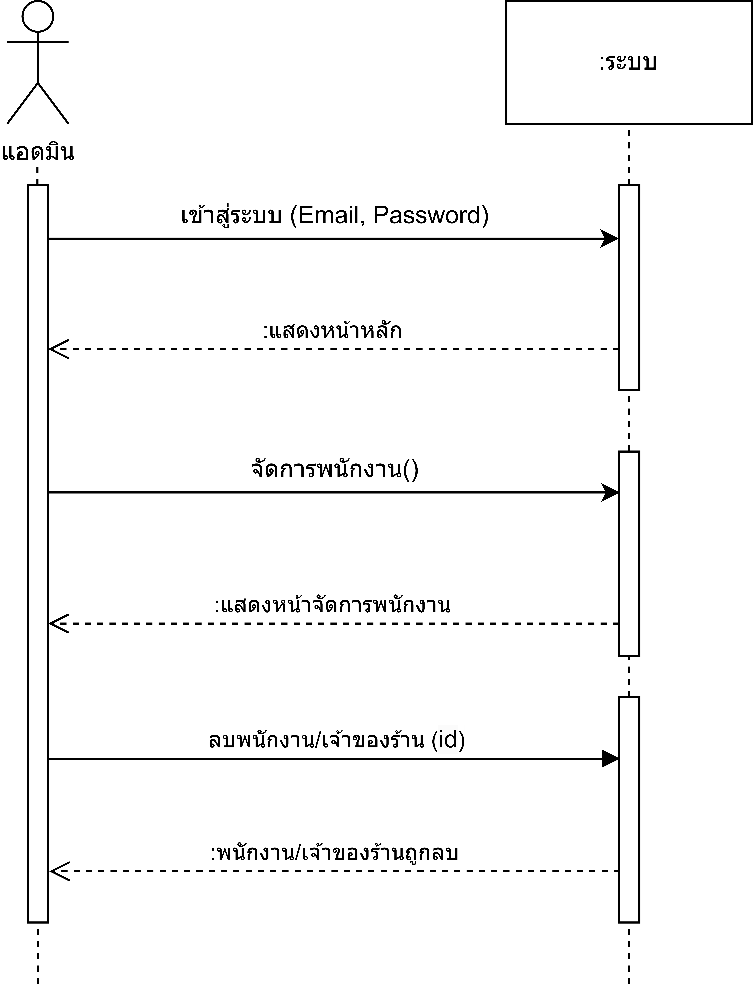 :ระบบ
แอดมิน
เข้าสู่ระบบ (Email, Password)
:แสดงหน้าหลัก
จัดการพนักงาน()
:แสดงหน้าจัดการพนักงาน
ลบพนักงาน/เจ้าของร้าน (id)
:พนักงาน/เจ้าของร้านถูกลบ